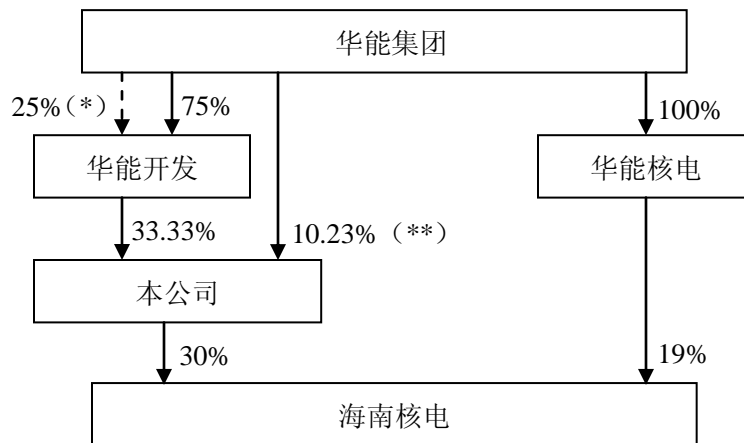 华能集团
25%（*）
75%
100%
华能开发
华能核电
33.33%
10.23%（**）
本公司
30%
19%
海南核电